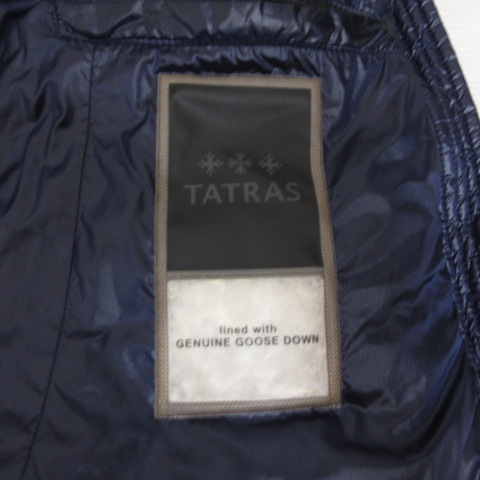 TATRAS
lined with
GENUINE GOOSE DOWN